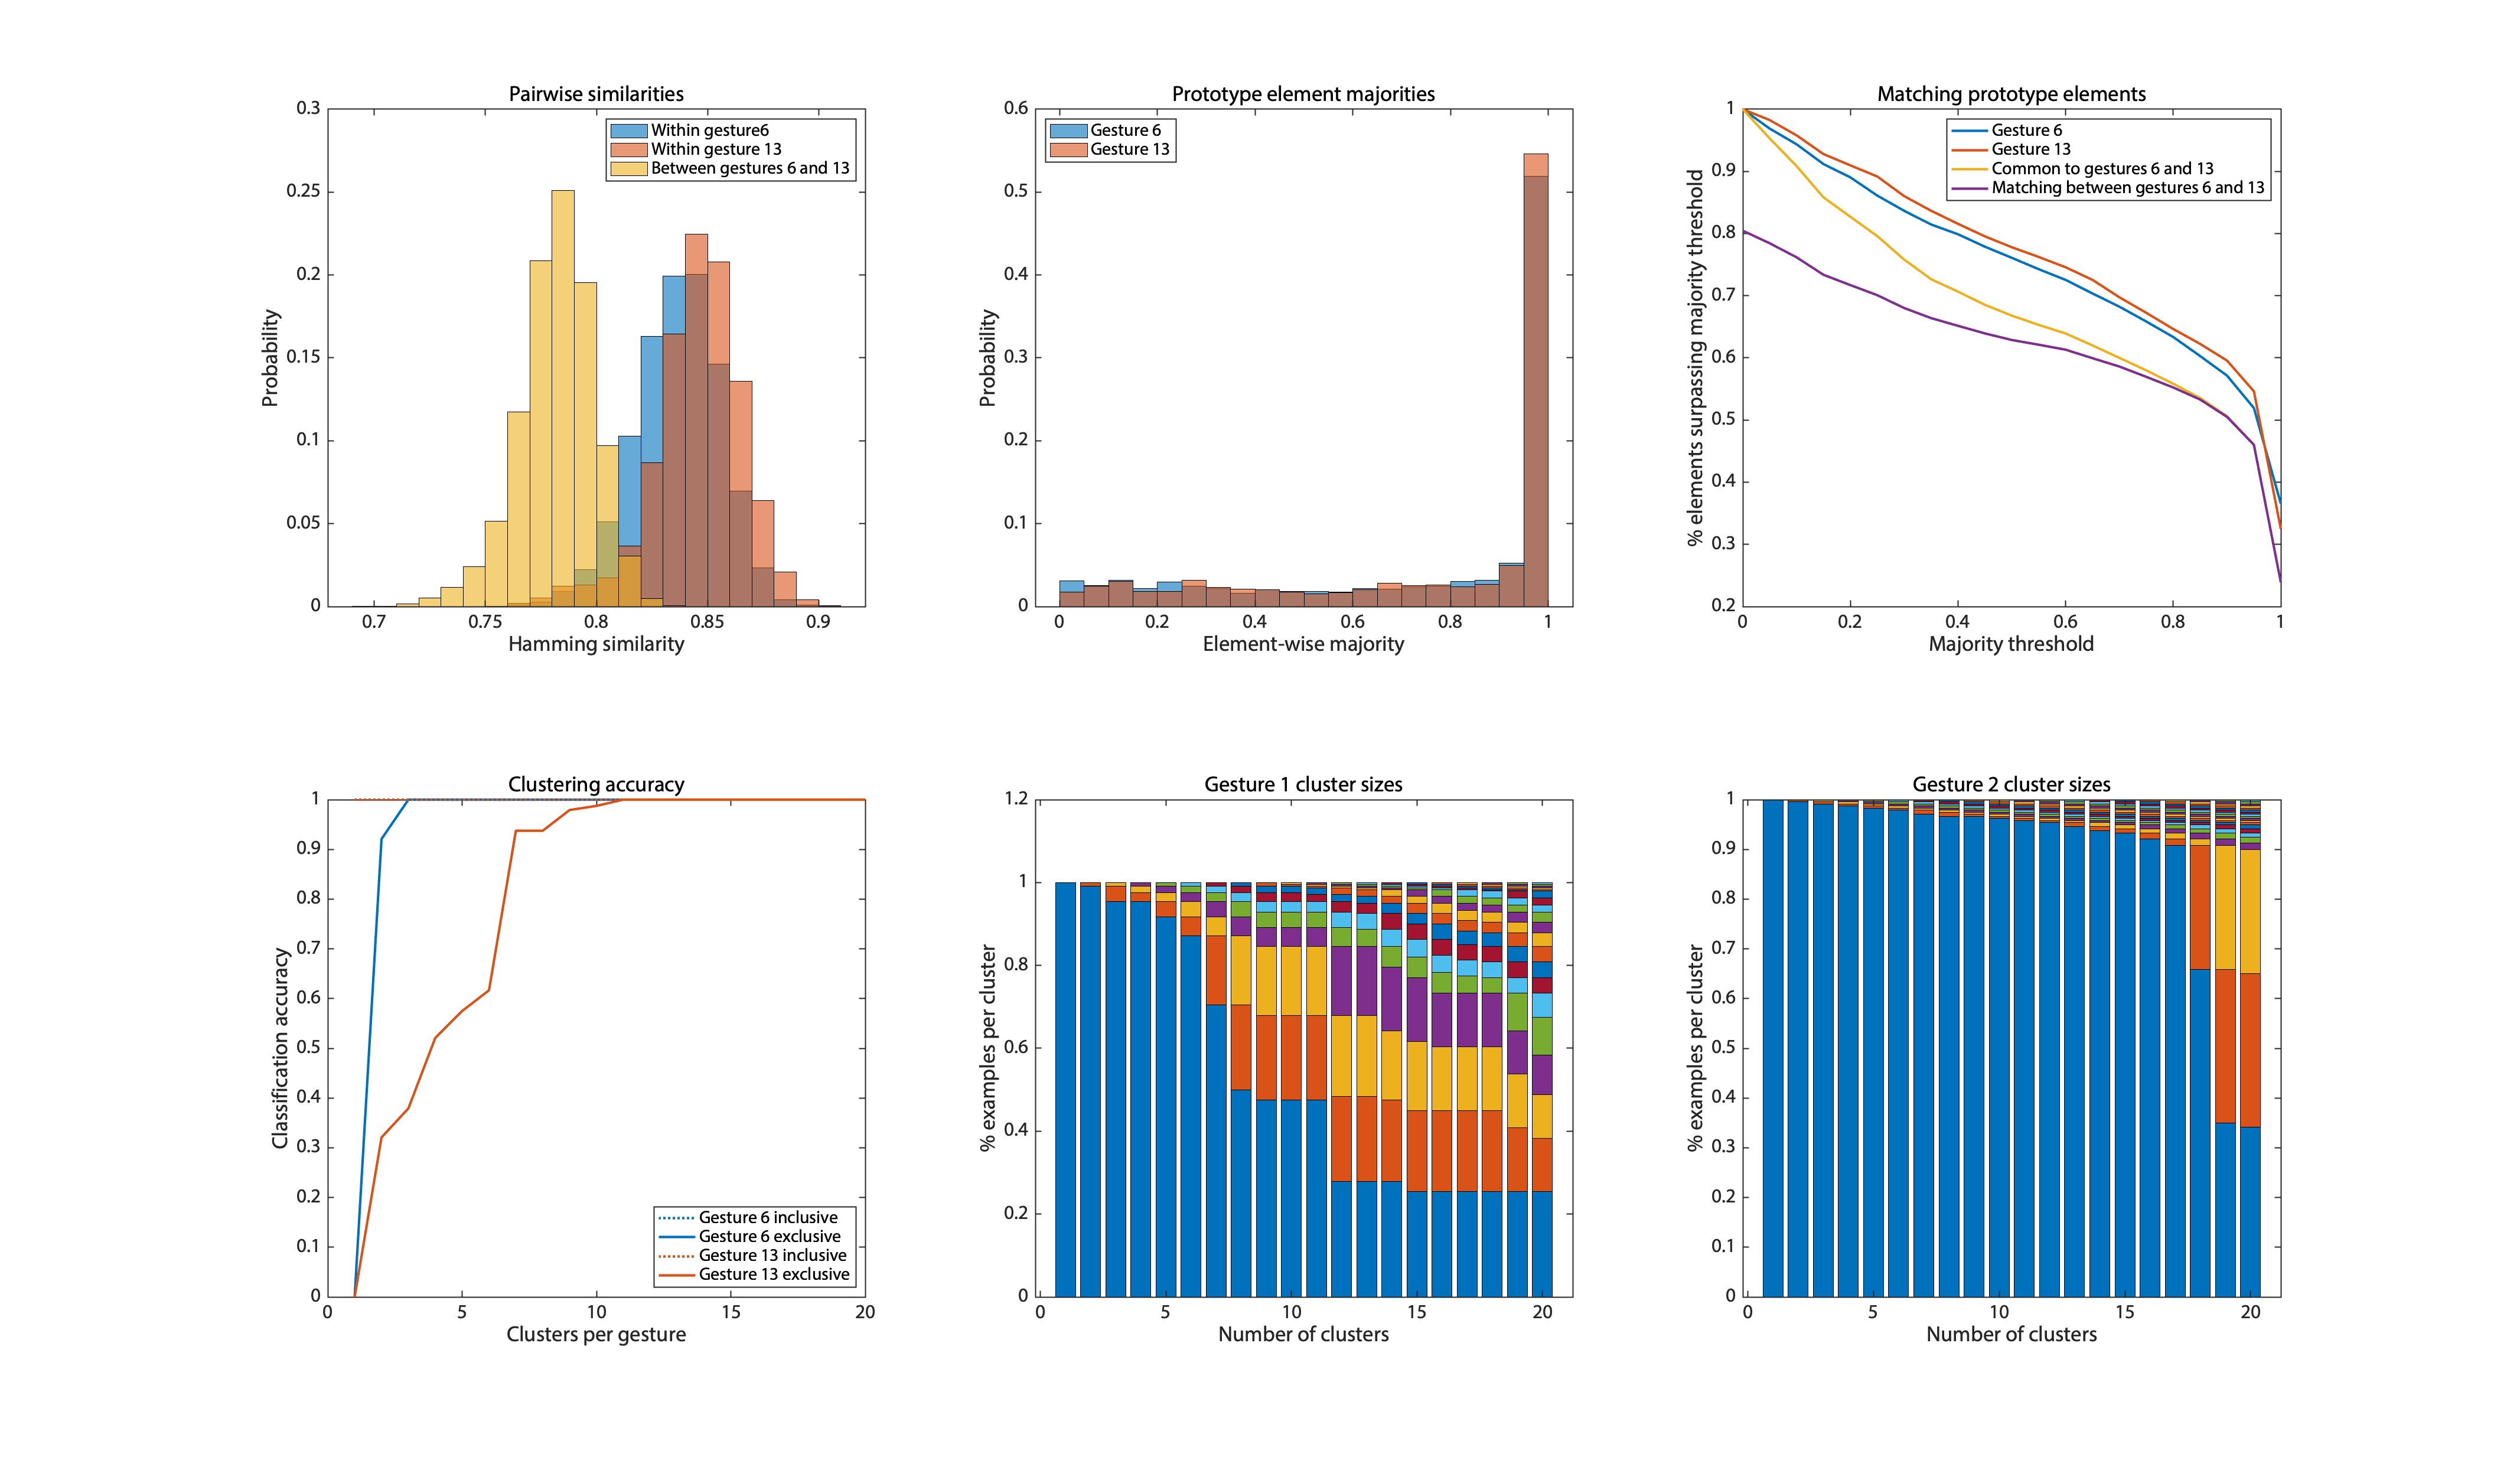 Pairwise similarities
0.3
0.25
0.2
0.15
0.1
0.05
0
Probability
Within gesture6
Within gesture 13
Between gestures 6 and 13
0.7 0.75 0.8 0.85 0.9
Hamming similarity
Prototype element majorities
0.6
0.5
0.4
0.3
0.2
0.1
0
Probability
Gesture 6
Gesture 13
0 0.2 0.4 0.6 0.8 1
Element-wise majority
Matching prototype elements
1
0.9
0.8
0.7
0.6
0.5
0.4
0.3
0.2
% elements surpassing majority threshold
Gesture 6
Gesture 13
Common to gestures 6 and 13
Matching between gestures 6 and 13
0 0.2 0.4 0.6 0.8 1
Majority threshold
Clustering accuracy
1
0.9
0.8
0.7
0.6
0.5
0.4
0.3
0.2
0.1
0
Classification accuracy
Gesture 6 inclusive
Gesture 6 exclusive
Gesture 13 inclusive
Gesture 13 exclusive
0 5 10 15 20
Clusters per gesture
Gesture 1 cluster sizes
1.2
1
0.8
0.6
0.4
0.2
0
% examples per cluster
0 5 10 15 20
Number of clusters
Gesture 2 cluster sizes
1
0.9
0.8
0.7
0.6
0.5
0.4
0.3
0.2
0.1
0
% examples per cluster
0 5 10 15 20
Number of clusters